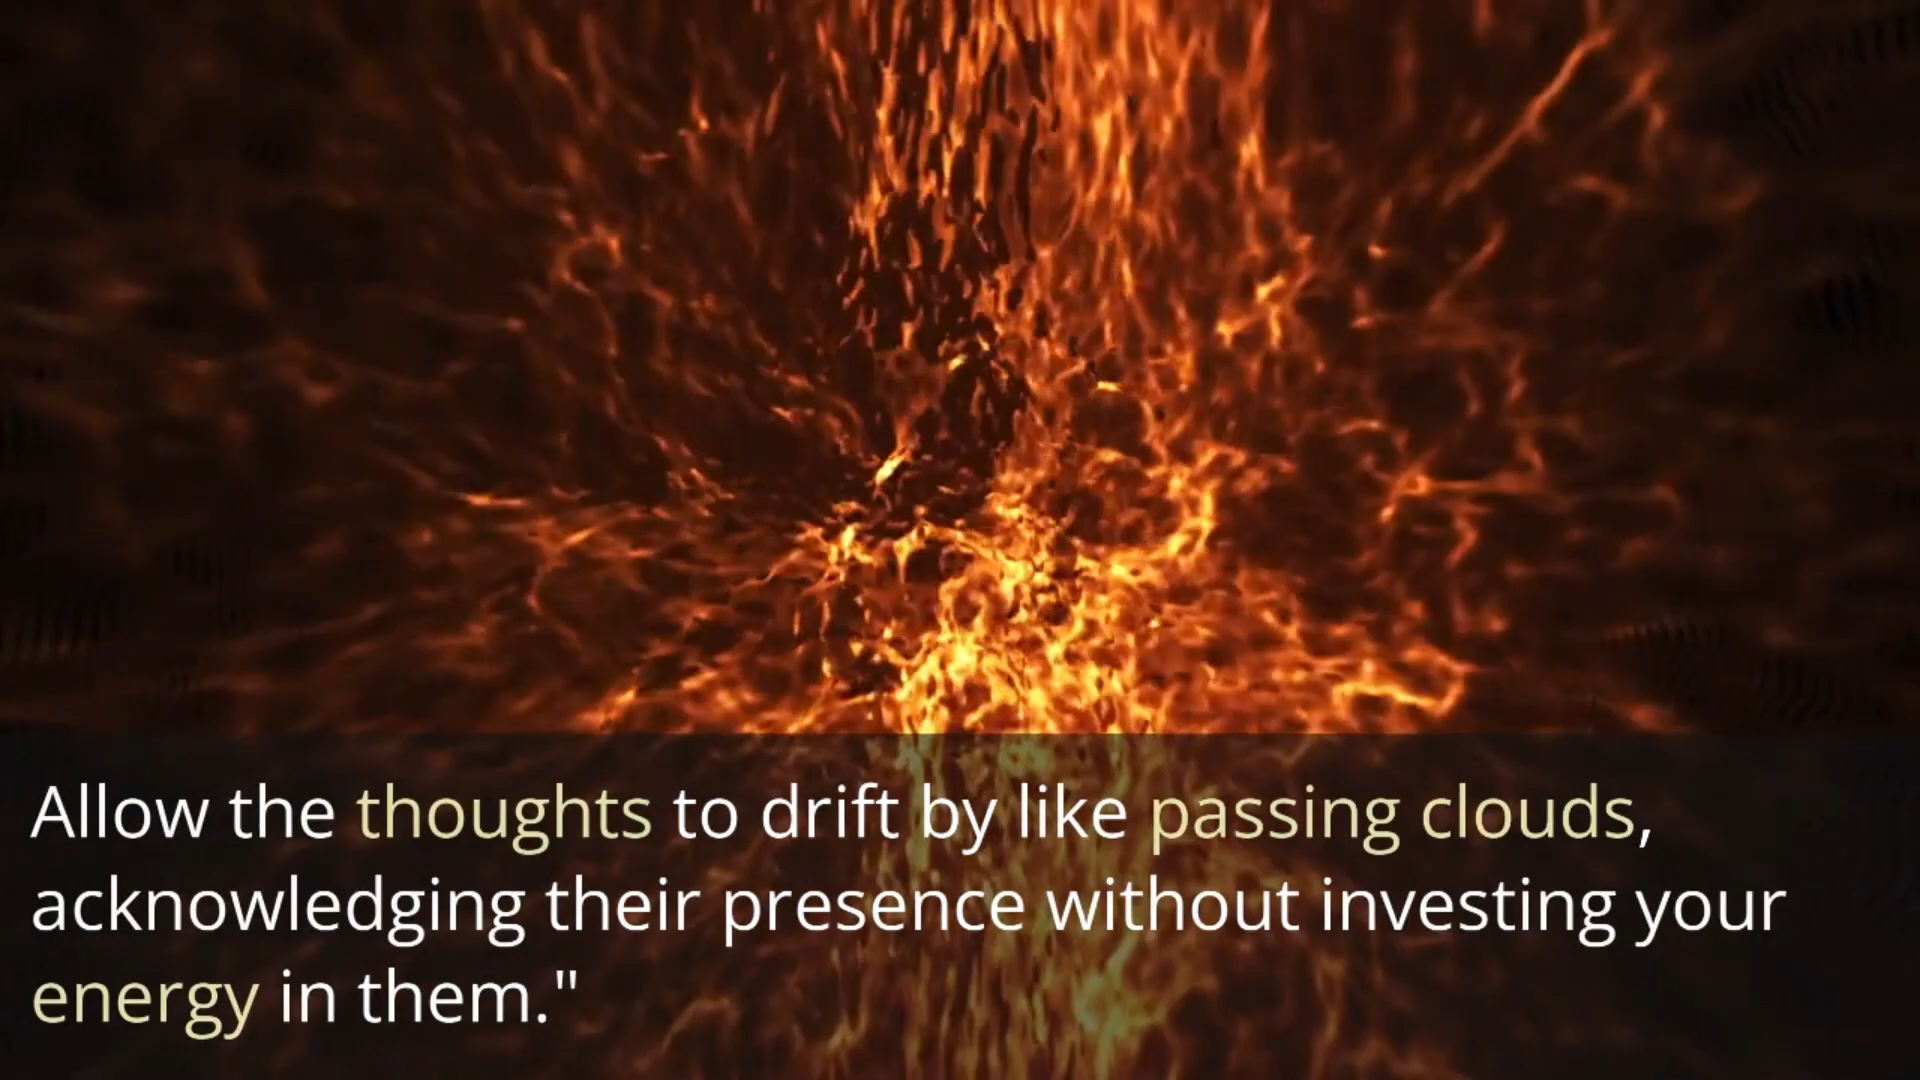 Allow the thoughts to drift by like passing clouds,
acknowledging their presence without investing your
energy in them."